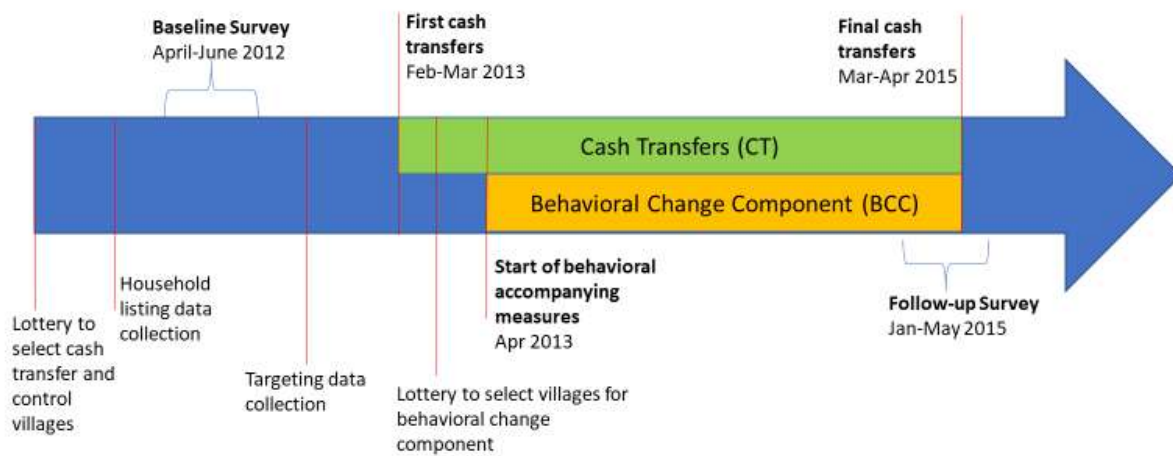 Baseline Survey
April-June 2012
First cash
transfers
Feb-Mar 2013
Final cash
transfers
Mar-Apr 2015
Cash Transfers (CT)
Behavioral Change Component (BCC)
Lottery to
select cash
transfer and
control
villages
Household
listing data
collection
Targeting data
collection
Lottery to select villages for
behavioral change
component
Start of behavioral
accompanying
measures
Apr 2013
Follow-up Survey
Jan-May 2015